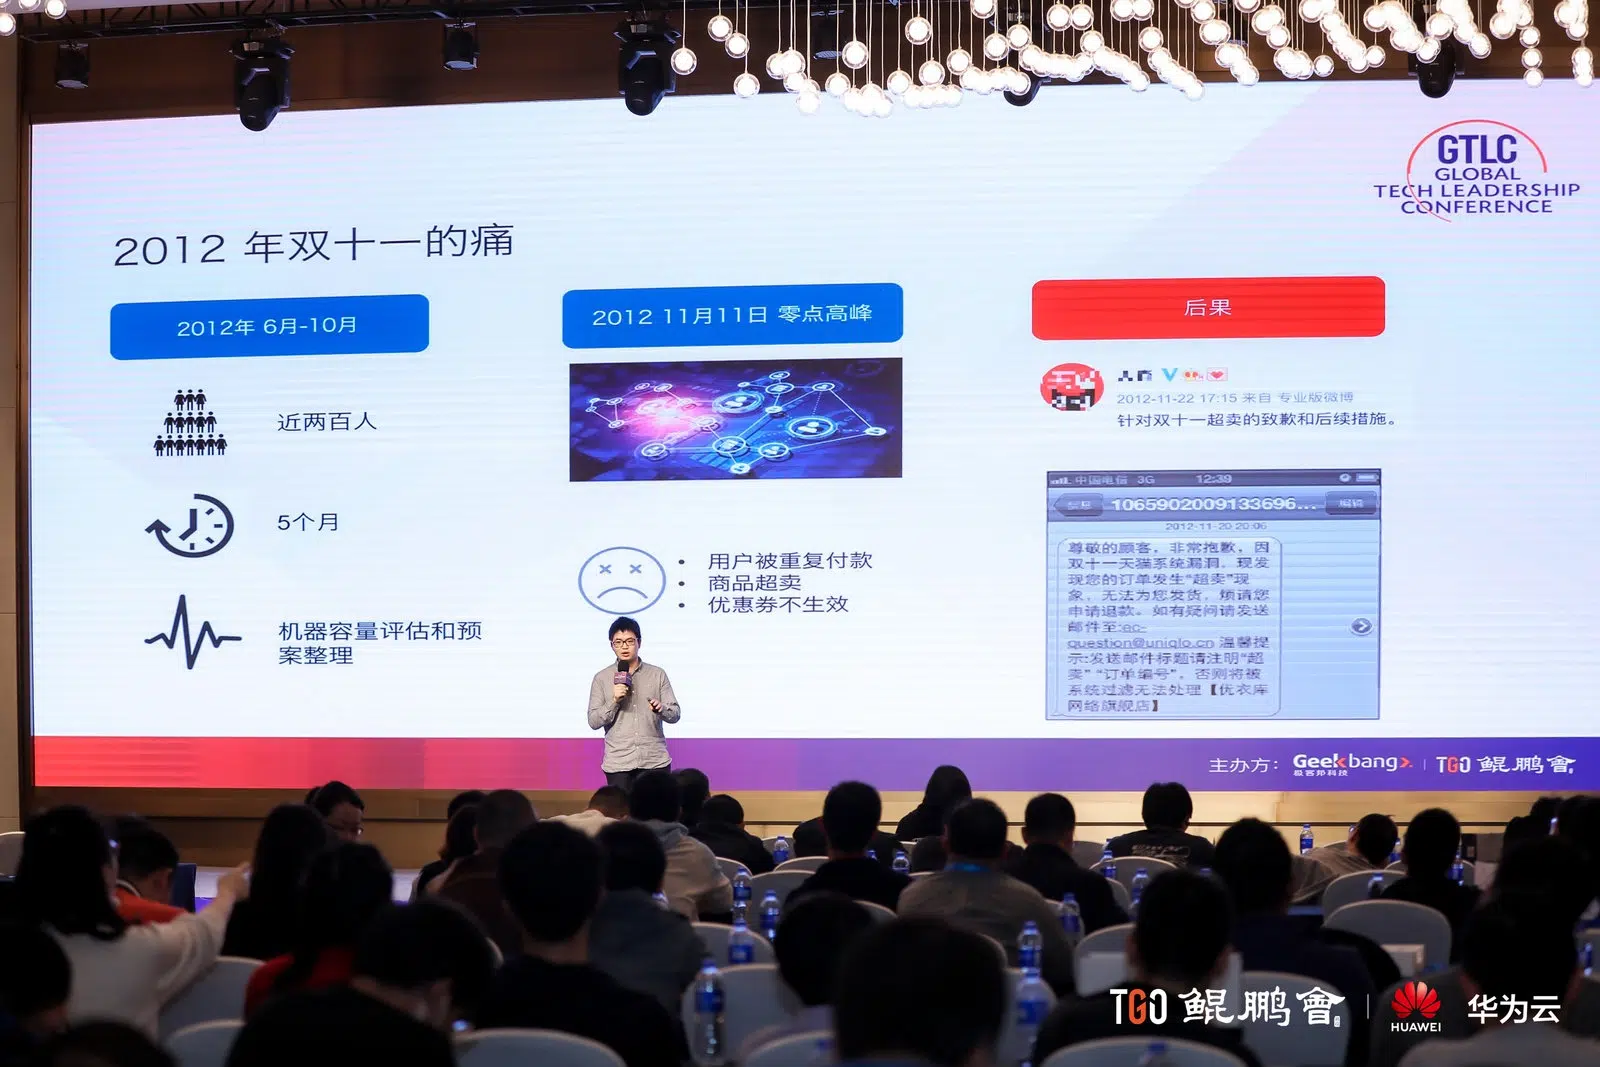 GTLC
GLOBAL
TECH LEADERSHIP
CONFERENCE
2012 年双十一的痛
2012年 6月-10月
近两百人
5个月
机器容量评估和预
案整理
2012 11月11日 零点高峰
用户被重复付款
商品超卖
优惠券不生效
后果
2012-11-22 17:15 来自 专业版微博
针对双十一超卖的致歉和后续措施。
中国电信 3G 12:39
1065902009133696... 编辑
2012-11-20 20:06
尊敬的顾客，非常抱歉，因
双十一天猫系统漏洞，现发
现您的订单发生“超卖”现
象，无法为您发货，烦请您
申请退款。如有疑问请发送
邮件至:ec-
question@uniqlo.cn 温馨提
示:发送邮件标题请注明“超
卖” “订单编号”，否则将被
系统过滤无法处理【优衣库
网络旗舰店】
主办方： Geekbang>. 极客邦科技 TGO 鲲鹏會
TGO 鲲鹏會 HUAWEI 华为云